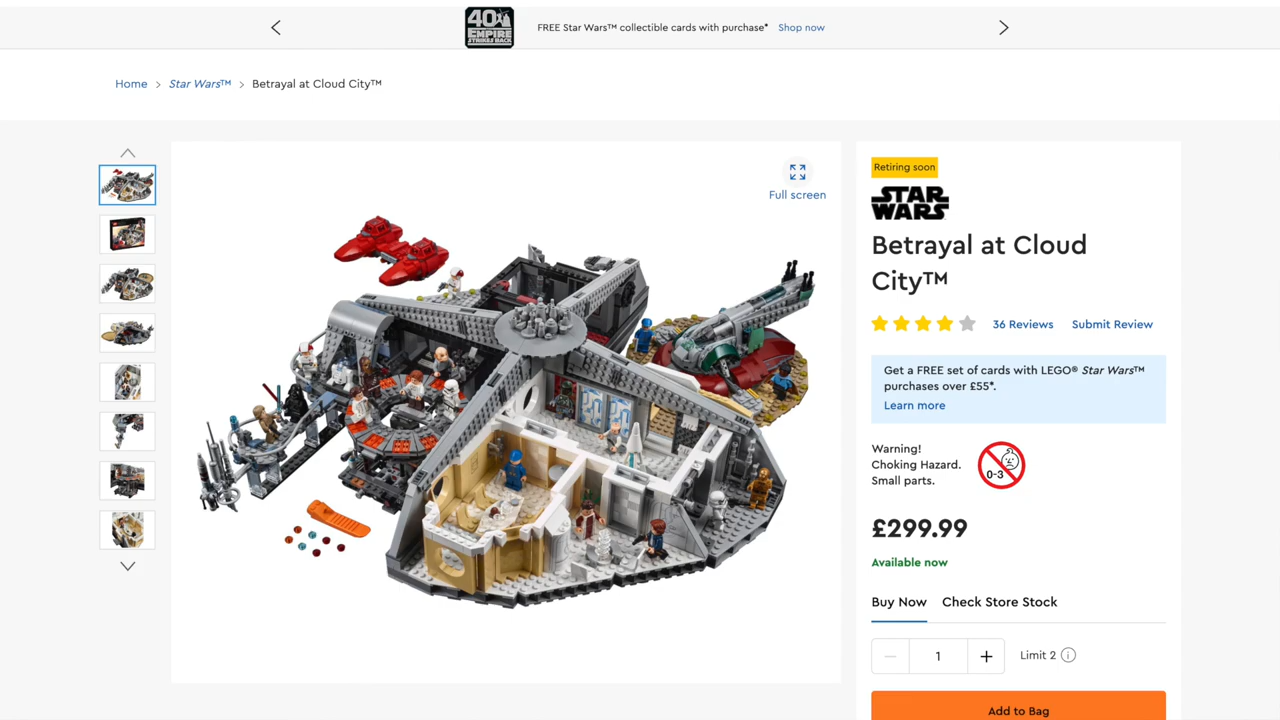 40
EMPIRE
STRIKES BACK
FREE Star Wars™ collectible cards with purchase* Shop now
Home > Star Wars™ > Betrayal at Cloud City™
Full screen
Retiring soon
STAR
WARS
Betrayal at Cloud
City™
36 Reviews Submit Review
Get a FREE set of cards with LEGO® Star Wars™
purchases over £55*.
Learn more
Warning!
Choking Hazard.
Small parts.
0-3
£299.99
Available now
Buy Now Check Store Stock
1 Limit 2
Add to Bag